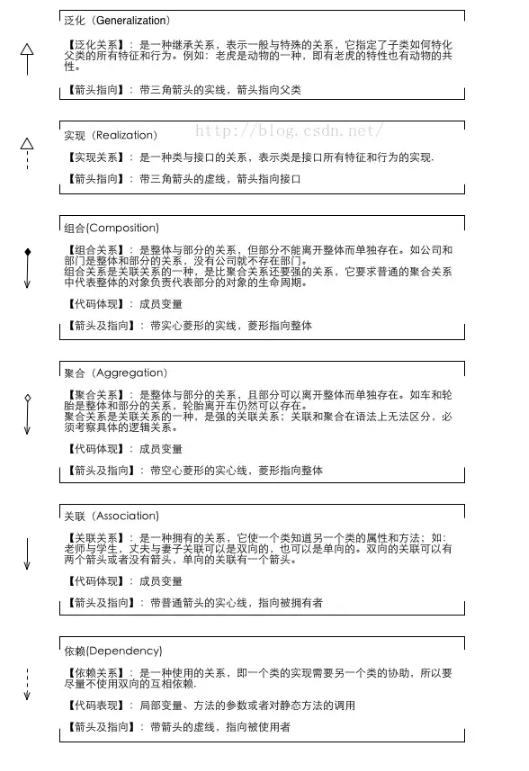 泛化（Generalization）
【泛化关系】：是一种继承关系，表示一般与特殊的关系，它指定了子类如何特化
父类的所有特征和行为。例如：老虎是动物的一种，即有老虎的特性也有动物的共
性。
【箭头指向】：带三角箭头的实线，箭头指向父类
http://blog.csdn.net/
实现（Realization）
【实现关系】：是一种类与接口的关系，表示类是接口所有特征和行为的实现.
【箭头指向】：带三角箭头的虚线，箭头指向接口
组合(Composition)
【组合关系】：是整体与部分的关系，但部分不能离开整体而单独存在。如公司和
部门是整体和部分的关系，没有公司就不存在部门。
组合关系是关联关系的一种，是比聚合关系还要强的关系，它要求普通的聚合关系
中代表整体的对象负责代表部分的对象的生命周期。
【代码体现】：成员变量
【箭头及指向】：带实心菱形的实线，菱形指向整体
聚合（Aggregation）
【聚合关系】：是整体与部分的关系，且部分可以离开整体而单独存在。如车和轮
胎是整体和部分的关系，轮胎离开车仍然可以存在。
聚合关系是关联关系的一种，是强的关联关系；关联和聚合在语法上无法区分，必
须考察具体的逻辑关系。
【代码体现】：成员变量
【箭头及指向】：带空心菱形的实心线，菱形指向整体
关联（Association)
【关联关系】：是一种拥有的关系，它使一个类知道另一个类的属性和方法；如：
老师与学生，丈夫与妻子关联可以是双向的，也可以是单向的。双向的关联可以有
两个箭头或者没有箭头，单向的关联有一个箭头。
【代码体现】：成员变量
【箭头及指向】：带普通箭头的实心线，指向被拥有者
依赖(Dependency)
【依赖关系】：是一种使用的关系，即一个类的实现需要另一个类的协助，所以要
尽量不使用双向的互相依赖.
【代码表现】：局部变量、方法的参数或者对静态方法的调用
【箭头及指向】：带箭头的虚线，指向被使用者